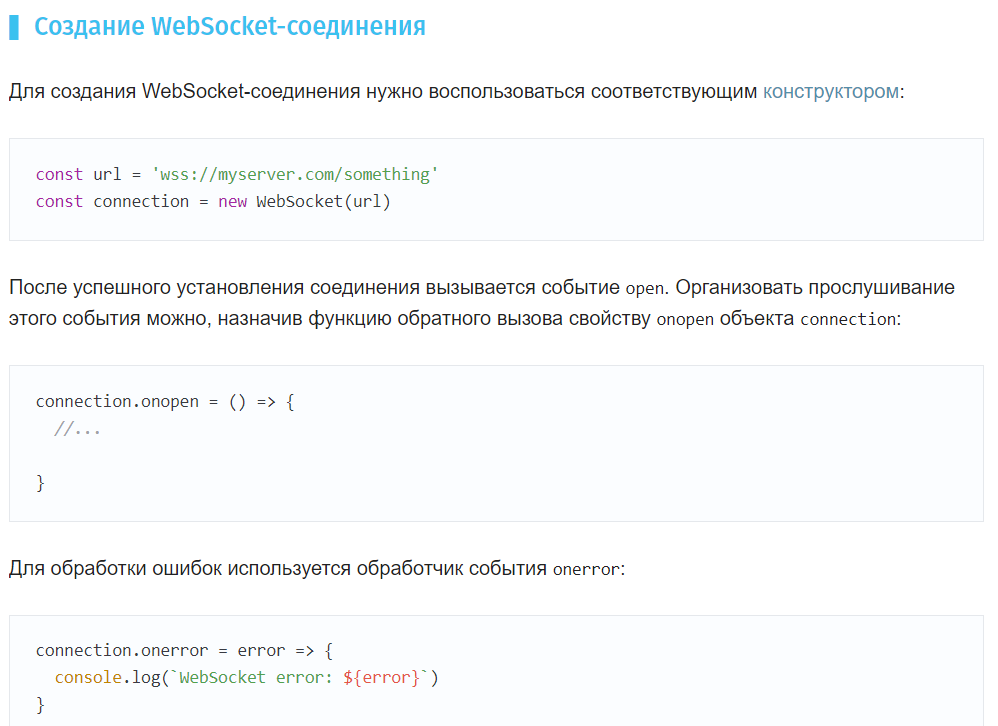 Создание WebSocket-соединения
Для создания WebSocket-соединения нужно воспользоваться соответствующим конструктором:
const url = 'wss://myserver.com/something'
const connection = new WebSocket(url)
После успешного установления соединения вызывается событие open. Организовать прослушивание
этого события можно, назначив функцию обратного вызова свойству onopen объекта connection:
connection.onopen = () => {
  //...
}
Для обработки ошибок используется обработчик события onerror:
connection.onerror = error => {
  console.log(`WebSocket error: ${error}`)
}